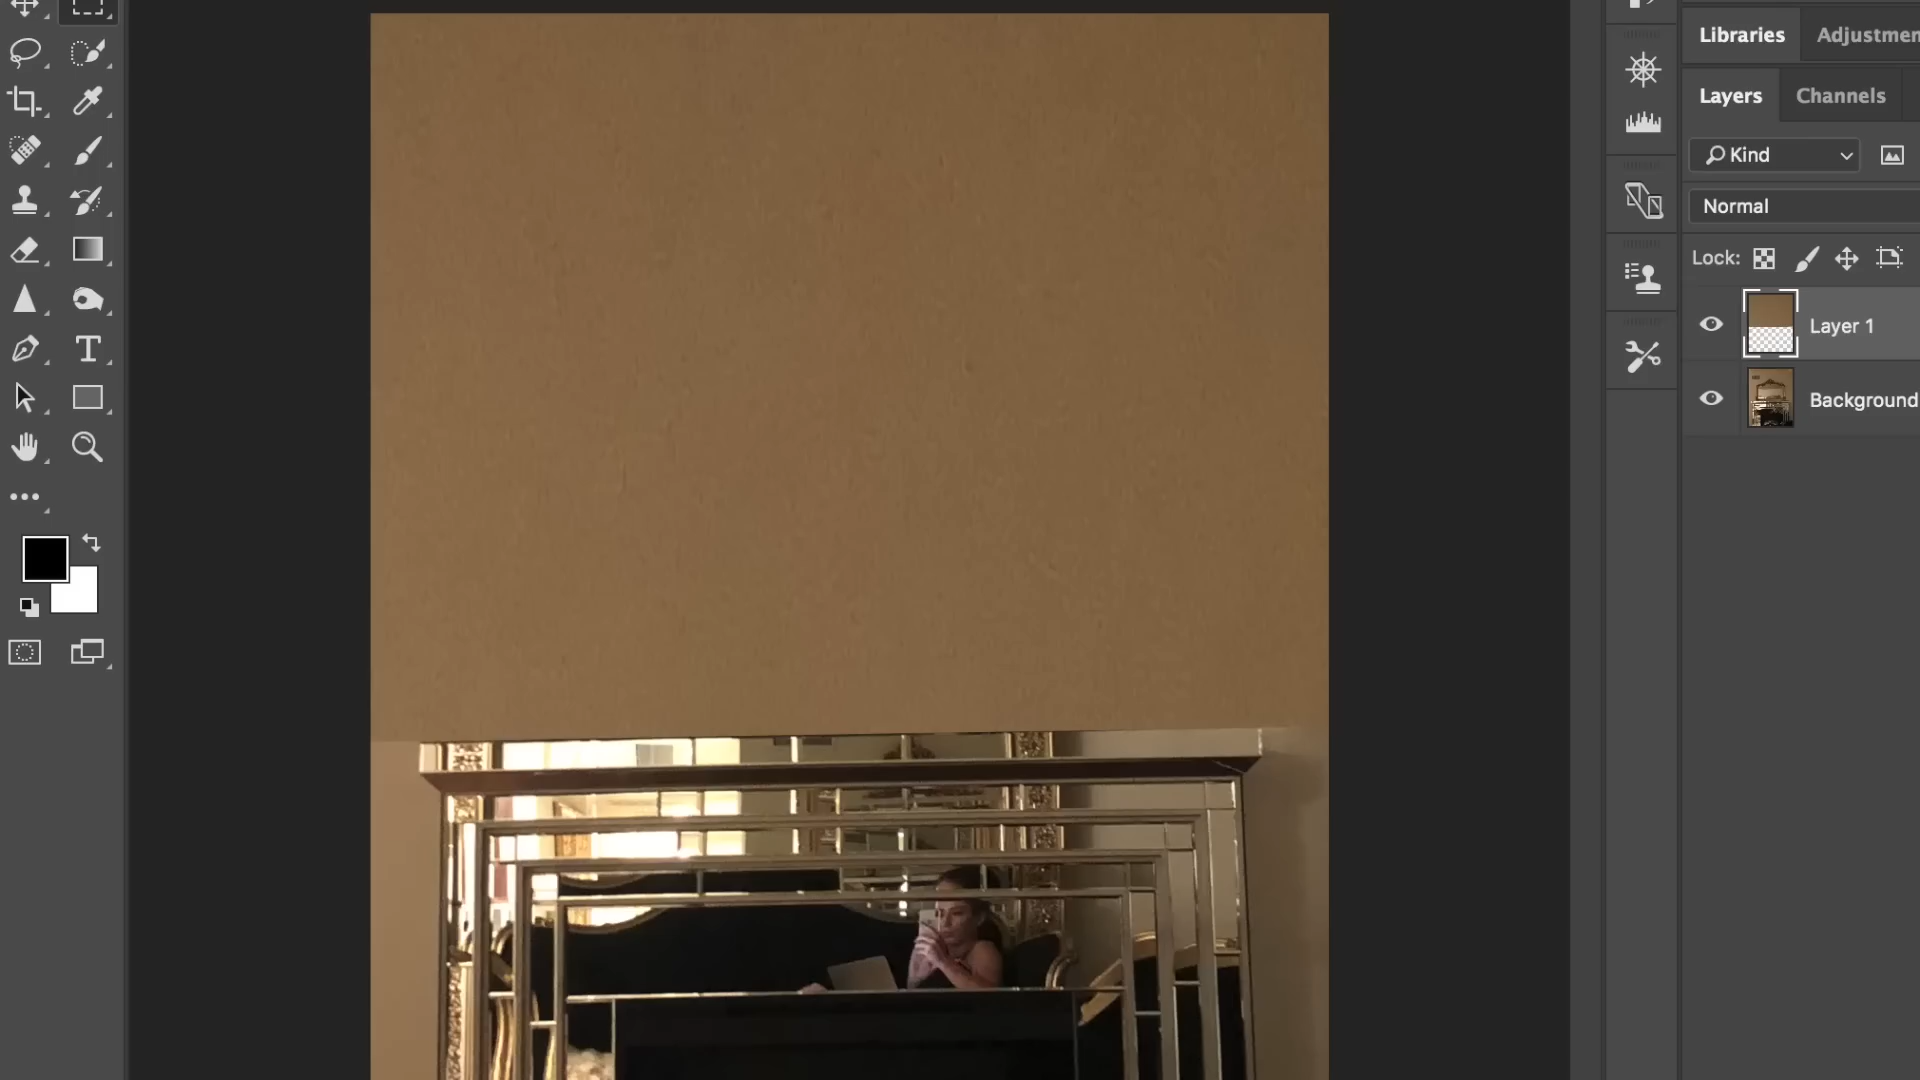 Libraries
Adjustmen
Layers
Channels
Kind
Normal
Lock:
Layer 1
Background